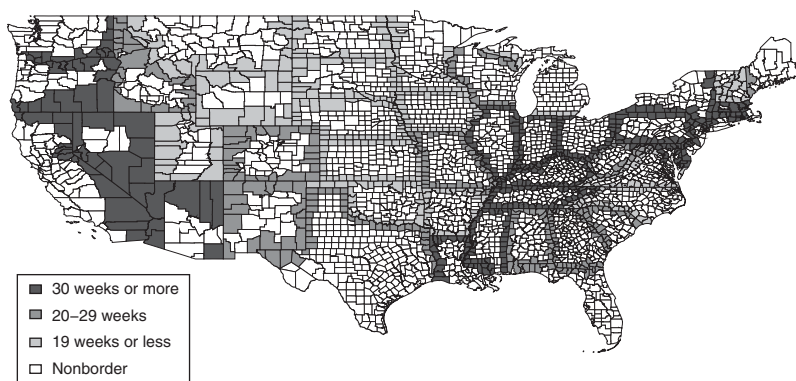 30 weeks or more
20–29 weeks
19 weeks or less
Nonborder